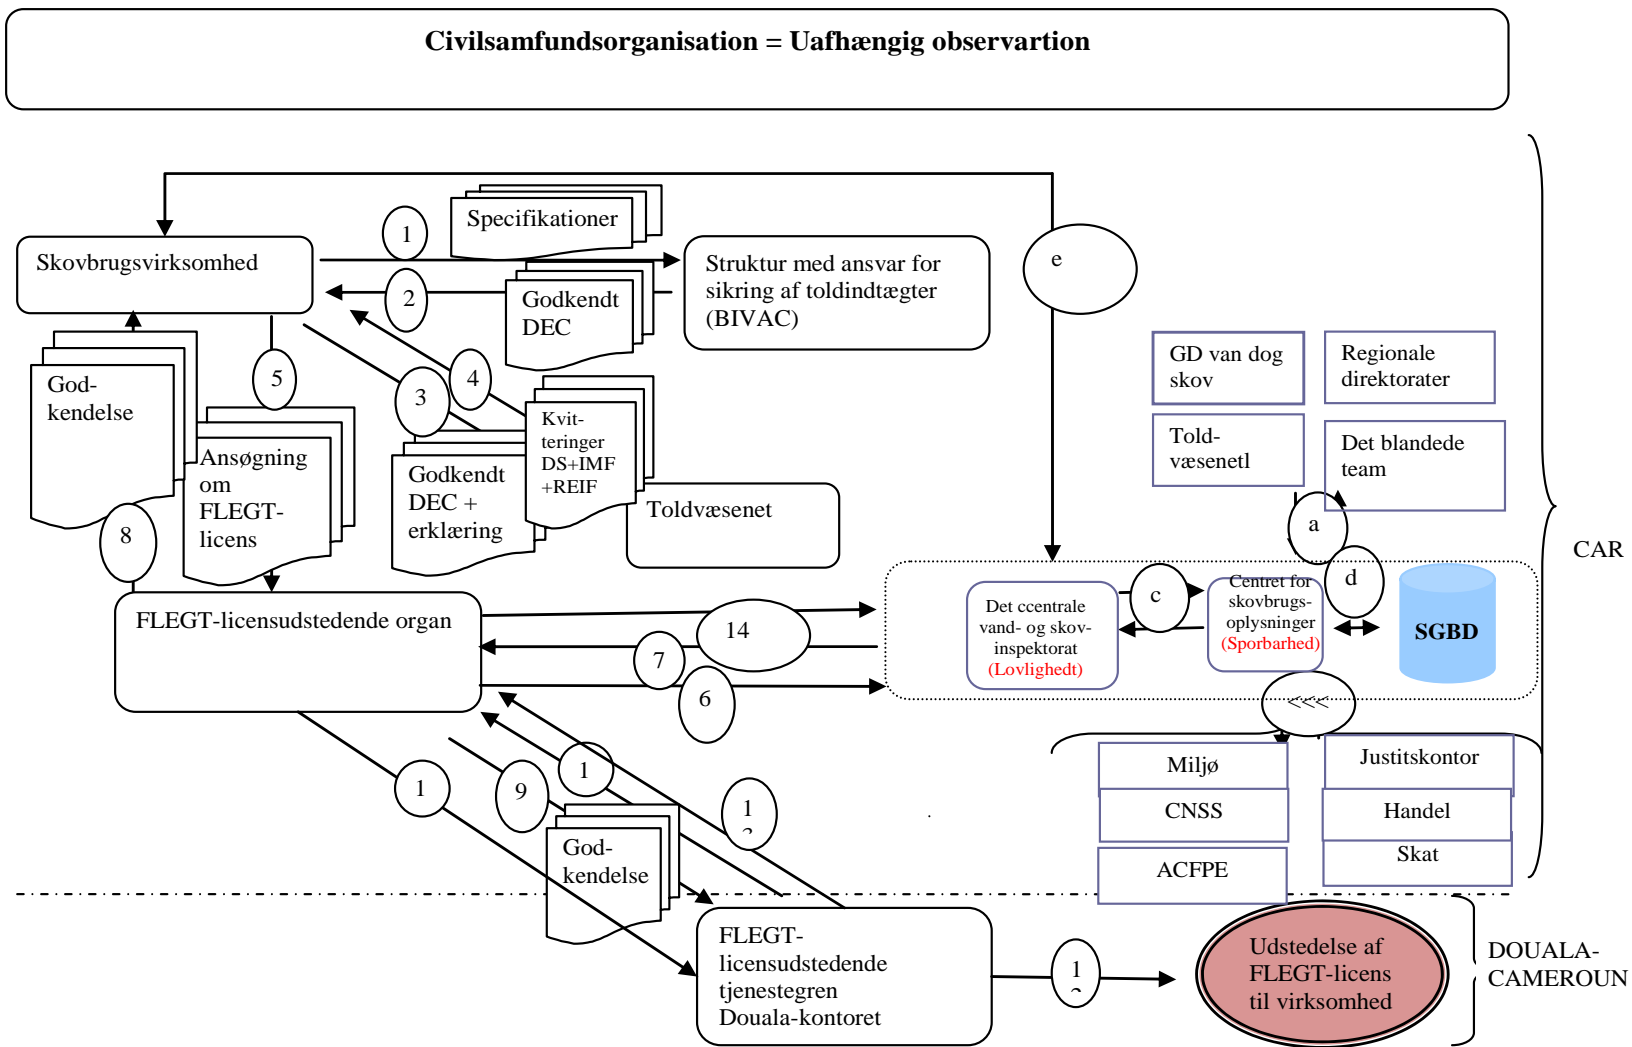 Civilsamfundsorganisation = Uafhængig observartion
Specifikationer
1
Skovbrugsvirksomhed
Struktur med ansvar for
sikring af toldindtægter
(BIVAC)
e
2
Godkendt
DEC
GD van dog
skov
Regionale
direktorater
Told-
væsenetl
Det blandede
team
God-
kendelse
5
4
3
Kvit-
teringer
DS+IMF
+REIF
Ansøgning
om
FLEGT-
licens
Godkendt
DEC +
erklæring
Toldvæsenet
8
a
CAR
d
c
Det ccentrale
vand- og skov-
inspektorat
(Lovlighedt)
Centret for
skovbrugs-
oplysninger
(Sporbarhed)
SGBD
FLEGT-licensudstedende organ
14
7
6
<<<
Miljø
Justitskontor
CNSS
Handel
ACFPE
Skat
1
9
1
1
God-
kendelse
FLEGT-
licensudstedende
tjenestegren
Douala-kontoret
1
Udstedelse af
FLEGT-licens
til virksomhed
DOUALA-
CAMEROUN